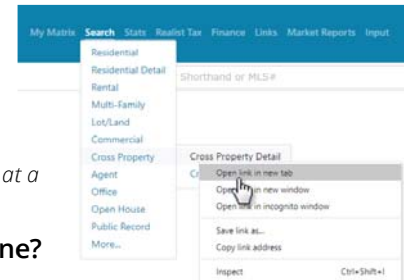 My Matrix Search Stats Realist Tax Finance Links Market Reports Input
Residential
Residential Detail
Shorthand or MLS#
Rental
Multi-Family
Lot/Land
Commercial
Cross Property
Cross Property Detail
Agent
Open link in new tab
at a
Office
Open link in new window
Open House
Open link in incognito window
Public Record
Save link as...
ne?
More...
Copy link address
Inspect Ctrl+Shift+I